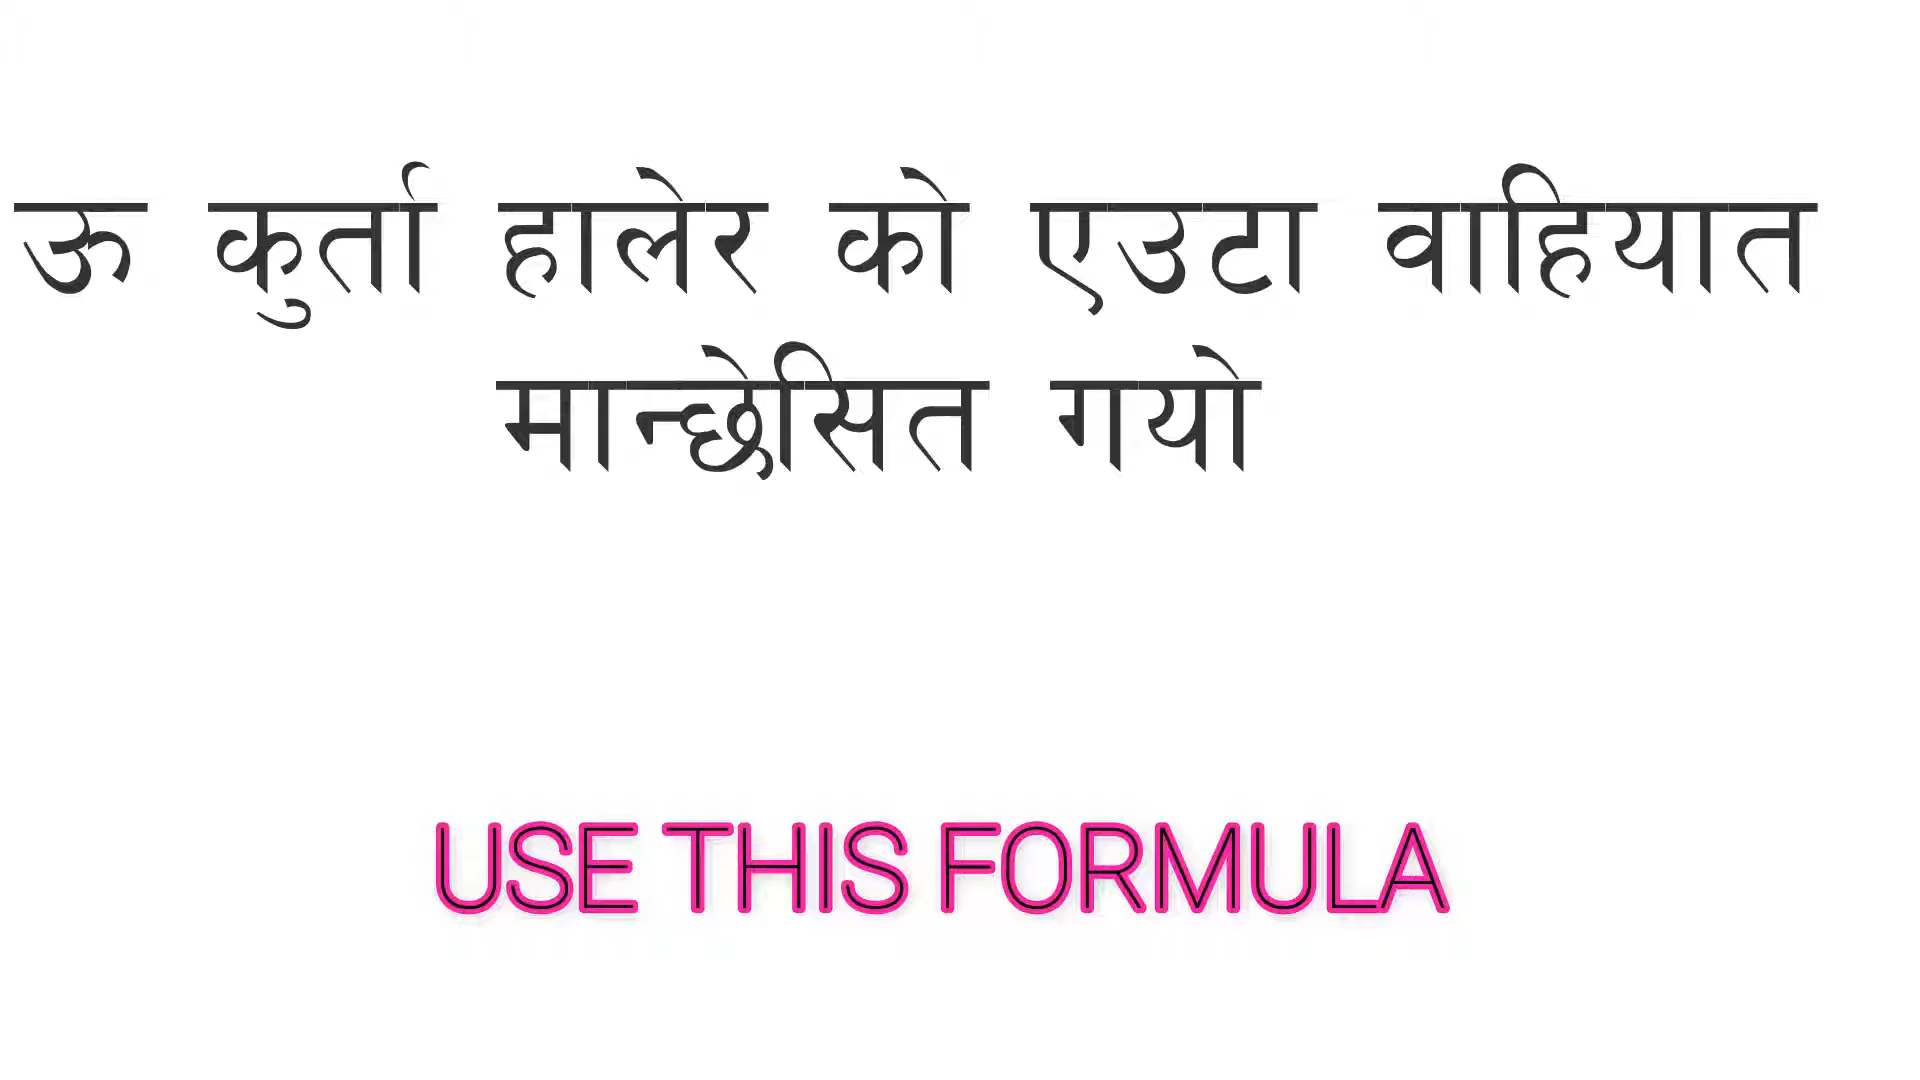 ऊ कुर्ता हालेर को एउटा वाहियात
मान्छेसित गयो
USE THIS FORMULA